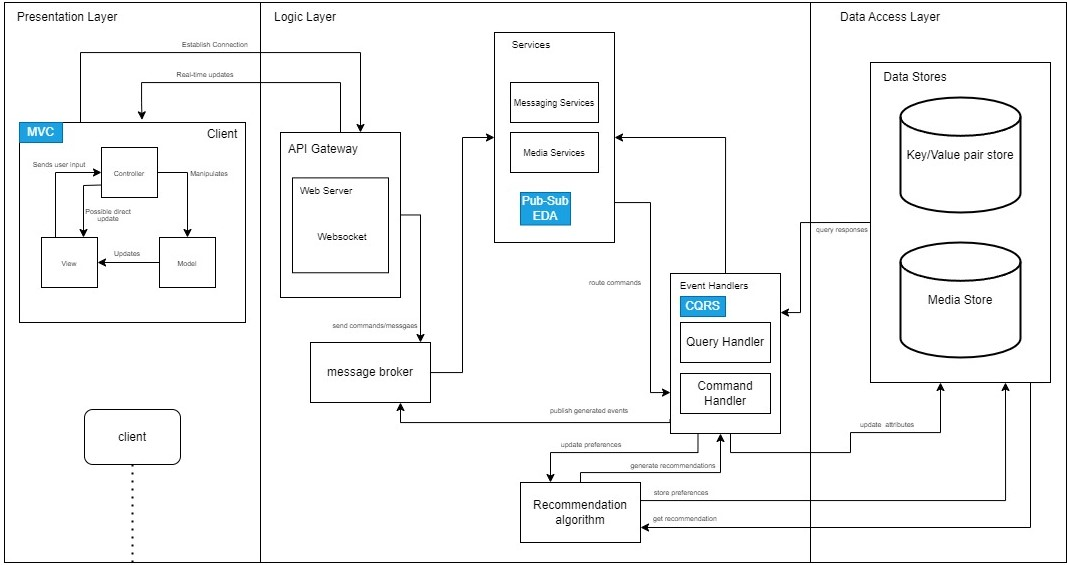 Presentation Layer
Logic Layer
Data Access Layer
Establish Connection
Real-time updates
MVC
Client
Sends user input
Controller
Manipulates
Possible direct
update
View
Updates
Model
client
API Gateway
Web Server
Websocket
send commands/messgaes
message broker
Services
Messaging Services
Media Services
Pub-Sub
EDA
route commands
Event Handlers
CQRS
Query Handler
Command
Handler
publish generated events
update preferences
generate recommendations
Recommendation
algorithm
store preferences
get recommendation
update attributes
query responses
Data Stores
Key/Value pair store
Media Store